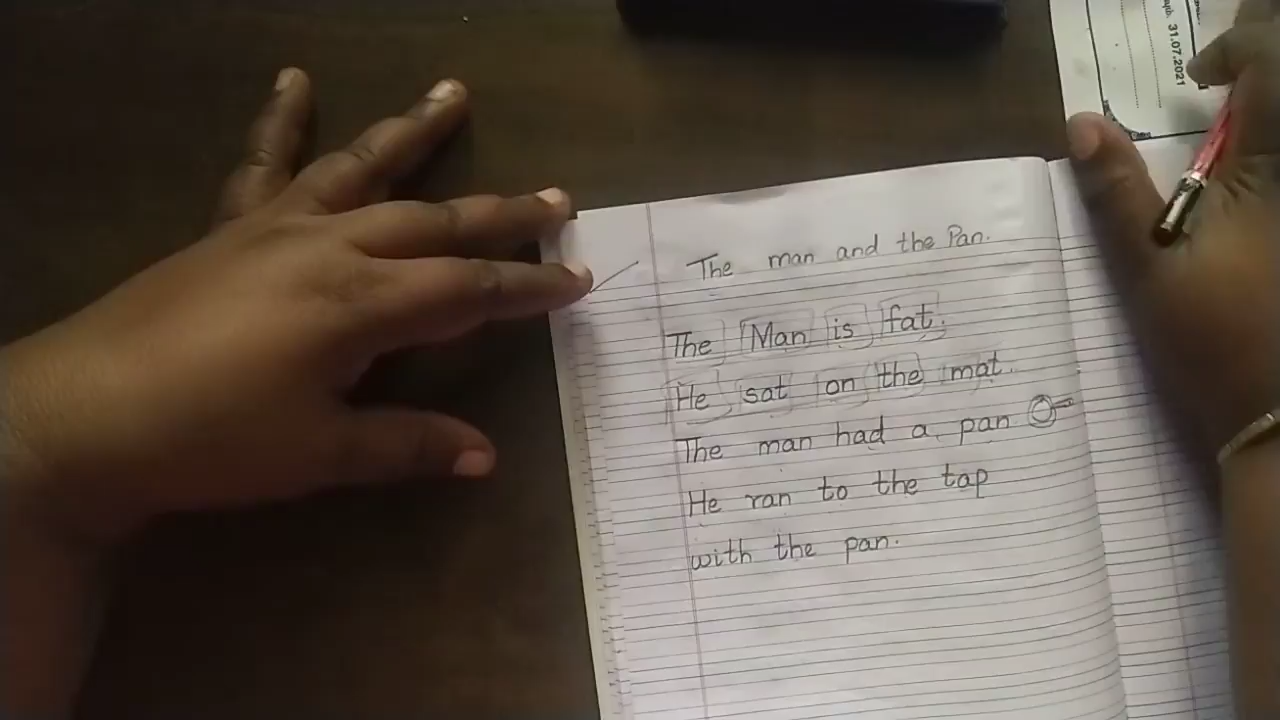 31.07.2021
The man and the Pan.
The Man is fat.
He sat on the mat.
The man had a pan
He ran to the tap
with the pan.